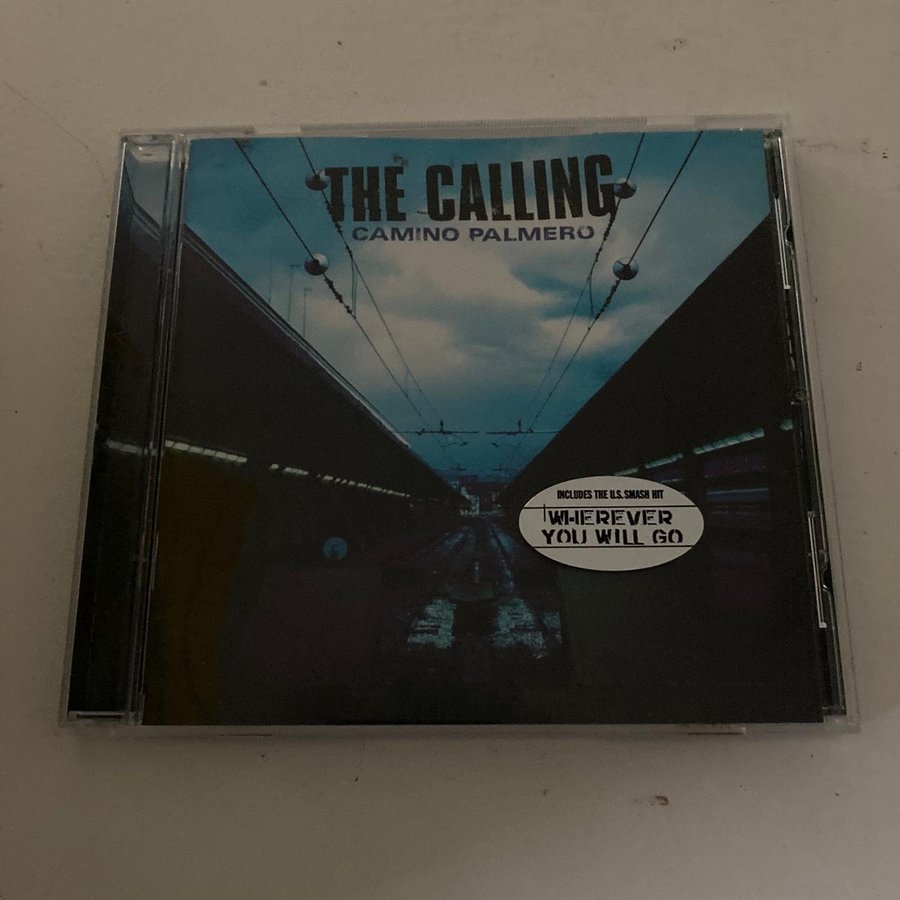 THE CALLING
CAMINO PALMERO
INCLUDES THE U.S. SMASH HIT
WHEREVER
YOU WILL GO